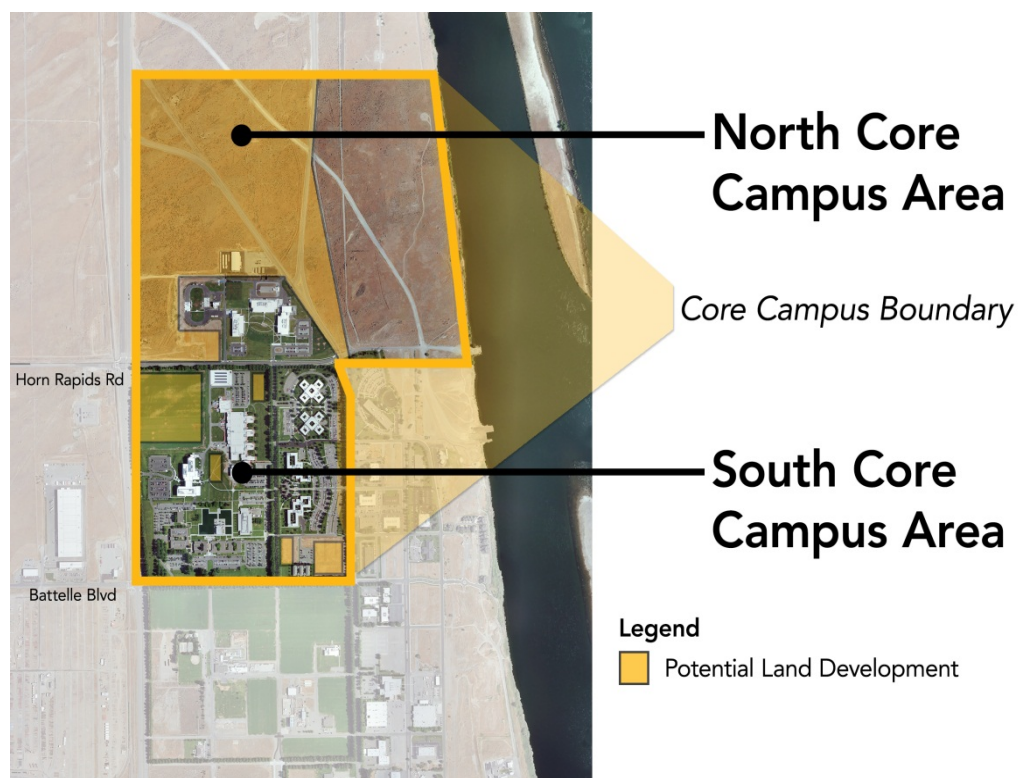 North Core
Campus Area
Core Campus Boundary
Horn Rapids Rd
South Core
Campus Area
Battelle Blvd
Legend
Potential Land Development